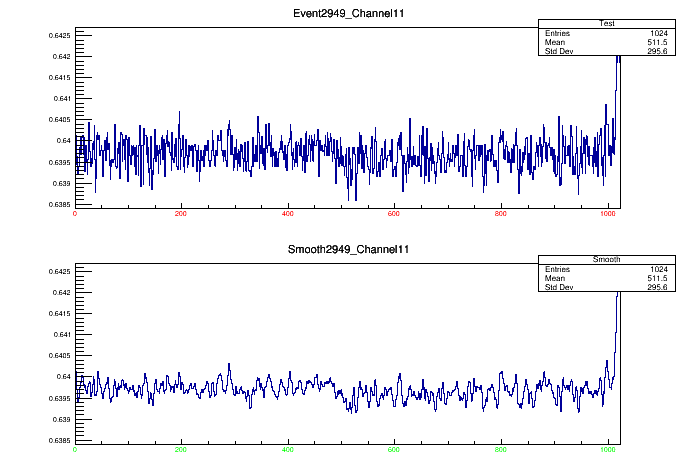 Event2949_Channel11
Test
Entries 1024
Mean 511.5
Std Dev 295.6
0.6425
0.642
0.6415
0.641
0.6405
0.64
0.6395
0.639
0.6385
0 200 400 600 800 1000
Smooth2949_Channel11
Smooth
Entries 1024
Mean 511.5
Std Dev 295.6
0.6425
0.642
0.6415
0.641
0.6405
0.64
0.6395
0.639
0.6385
0 200 400 600 800 1000